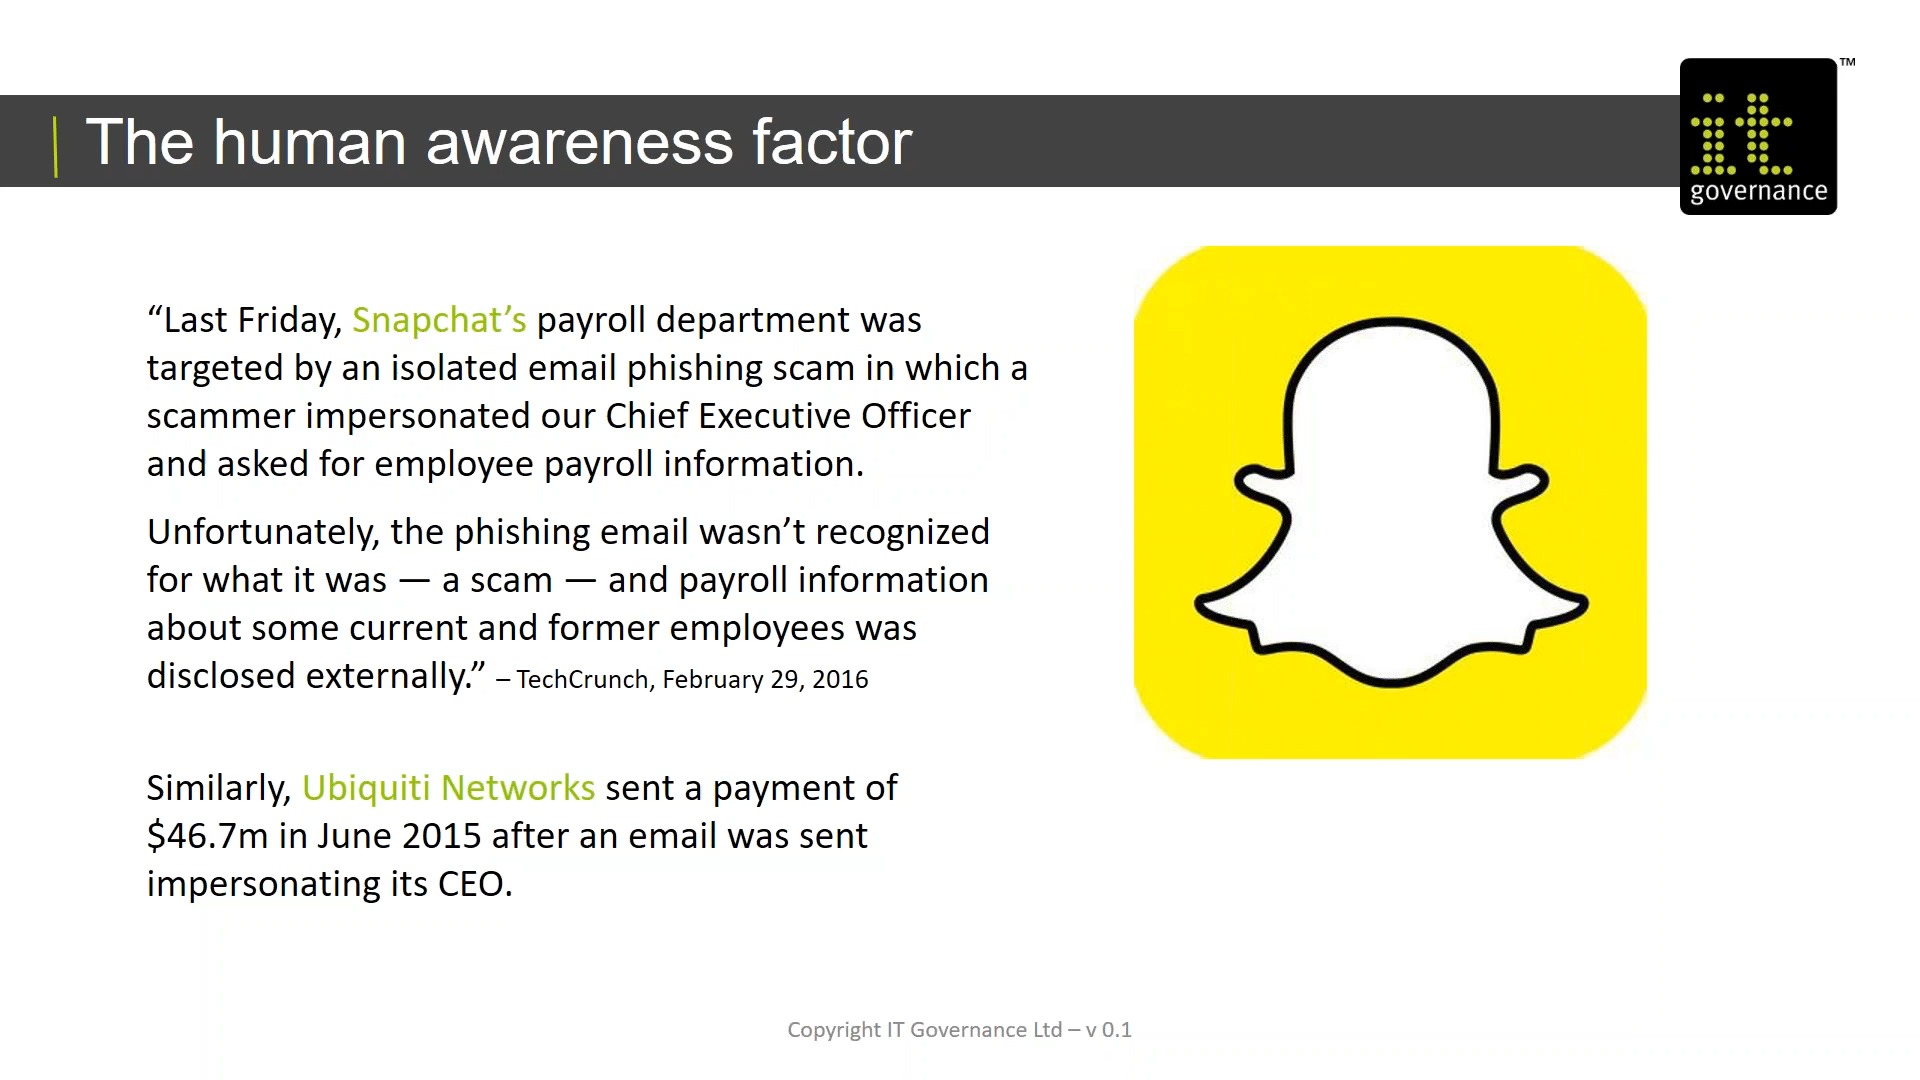 The human awareness factor
TM
it
governance
“Last Friday, Snapchat’s payroll department was
targeted by an isolated email phishing scam in which a
scammer impersonated our Chief Executive Officer
and asked for employee payroll information.
Unfortunately, the phishing email wasn’t recognized
for what it was — a scam — and payroll information
about some current and former employees was
disclosed externally.” – TechCrunch, February 29, 2016
Similarly, Ubiquiti Networks sent a payment of
$46.7m in June 2015 after an email was sent
impersonating its CEO.
Copyright IT Governance Ltd – v 0.1